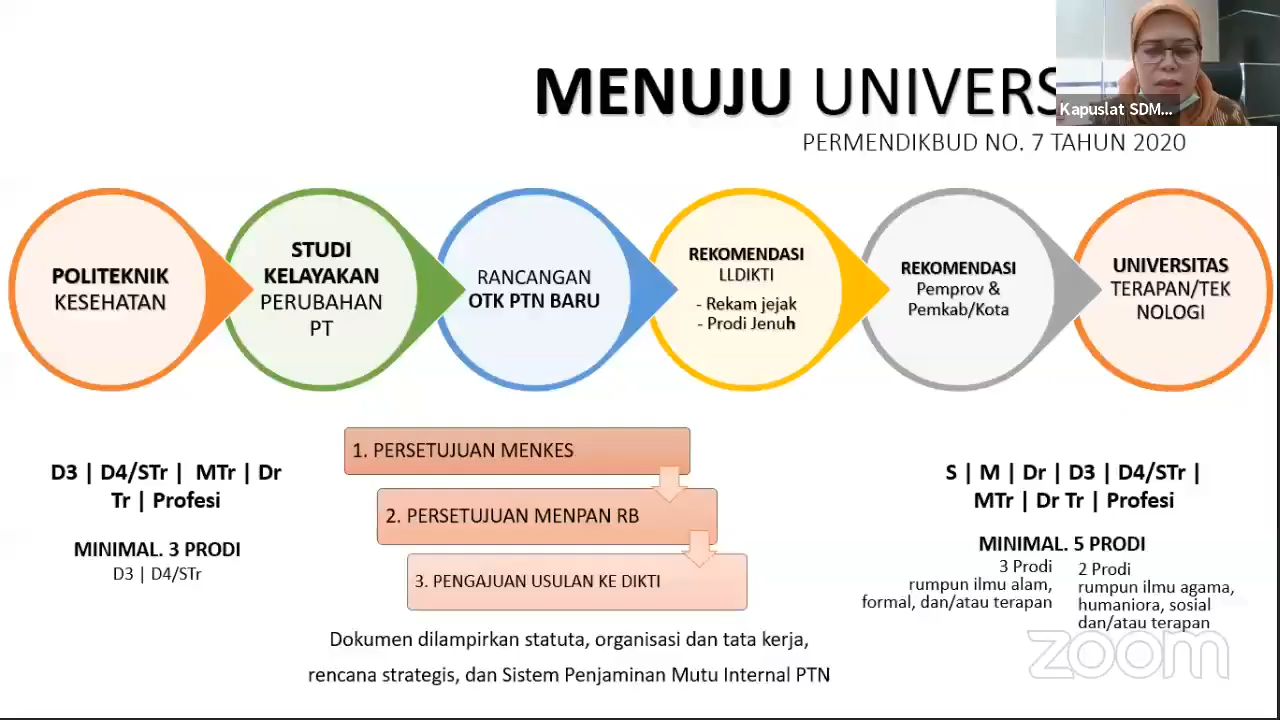 MENUJU UNIVERS
Kapuslat SDM...
PERMENDIKBUD NO. 7 TAHUN 2020
POLITEKNIK
KESEHATAN
STUDI
KELAYAKAN
PERUBAHAN
PT
RANCANGAN
OTK PTN BARU
REKOMENDASI
LLDIKTI
- Rekam jejak
- Prodi Jenuh
REKOMENDASI
Pemprov &
Pemkab/Kota
UNIVERSITAS
TERAPAN/TEK
NOLOGI
D3 | D4/STr | MTr | Dr
Tr | Profesi
MINIMAL. 3 PRODI
D3 | D4/STr
1. PERSETUJUAN MENKES
2. PERSETUJUAN MENPAN RB
3. PENGAJUAN USULAN KE DIKTI
Dokumen dilampirkan statuta, organisasi dan tata kerja,
rencana strategis, dan Sistem Penjaminan Mutu Internal PTN
S | M | Dr | D3 | D4/STr |
MTr | Dr Tr | Profesi
MINIMAL. 5 PRODI
3 Prodi
rumpun ilmu alam,
formal, dan/atau terapan
2 Prodi
rumpun ilmu agama,
humaniora, sosial
dan/atau terapan
zoom